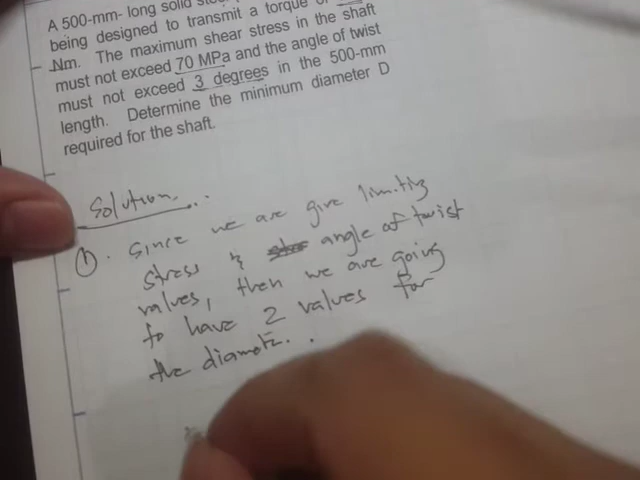 A 500-mm- long solid
being designed to transmit a torque
Nm. The maximum shear stress in the shaft
must not exceed 70 MPa and the angle of twist
must not exceed 3 degrees in the 500-mm
length. Determine the minimum diameter D
required for the shaft.
Solution..
1. Since we are give limiting
stress & angle of twist
values, then we are going
to have 2 values for
the diamete..